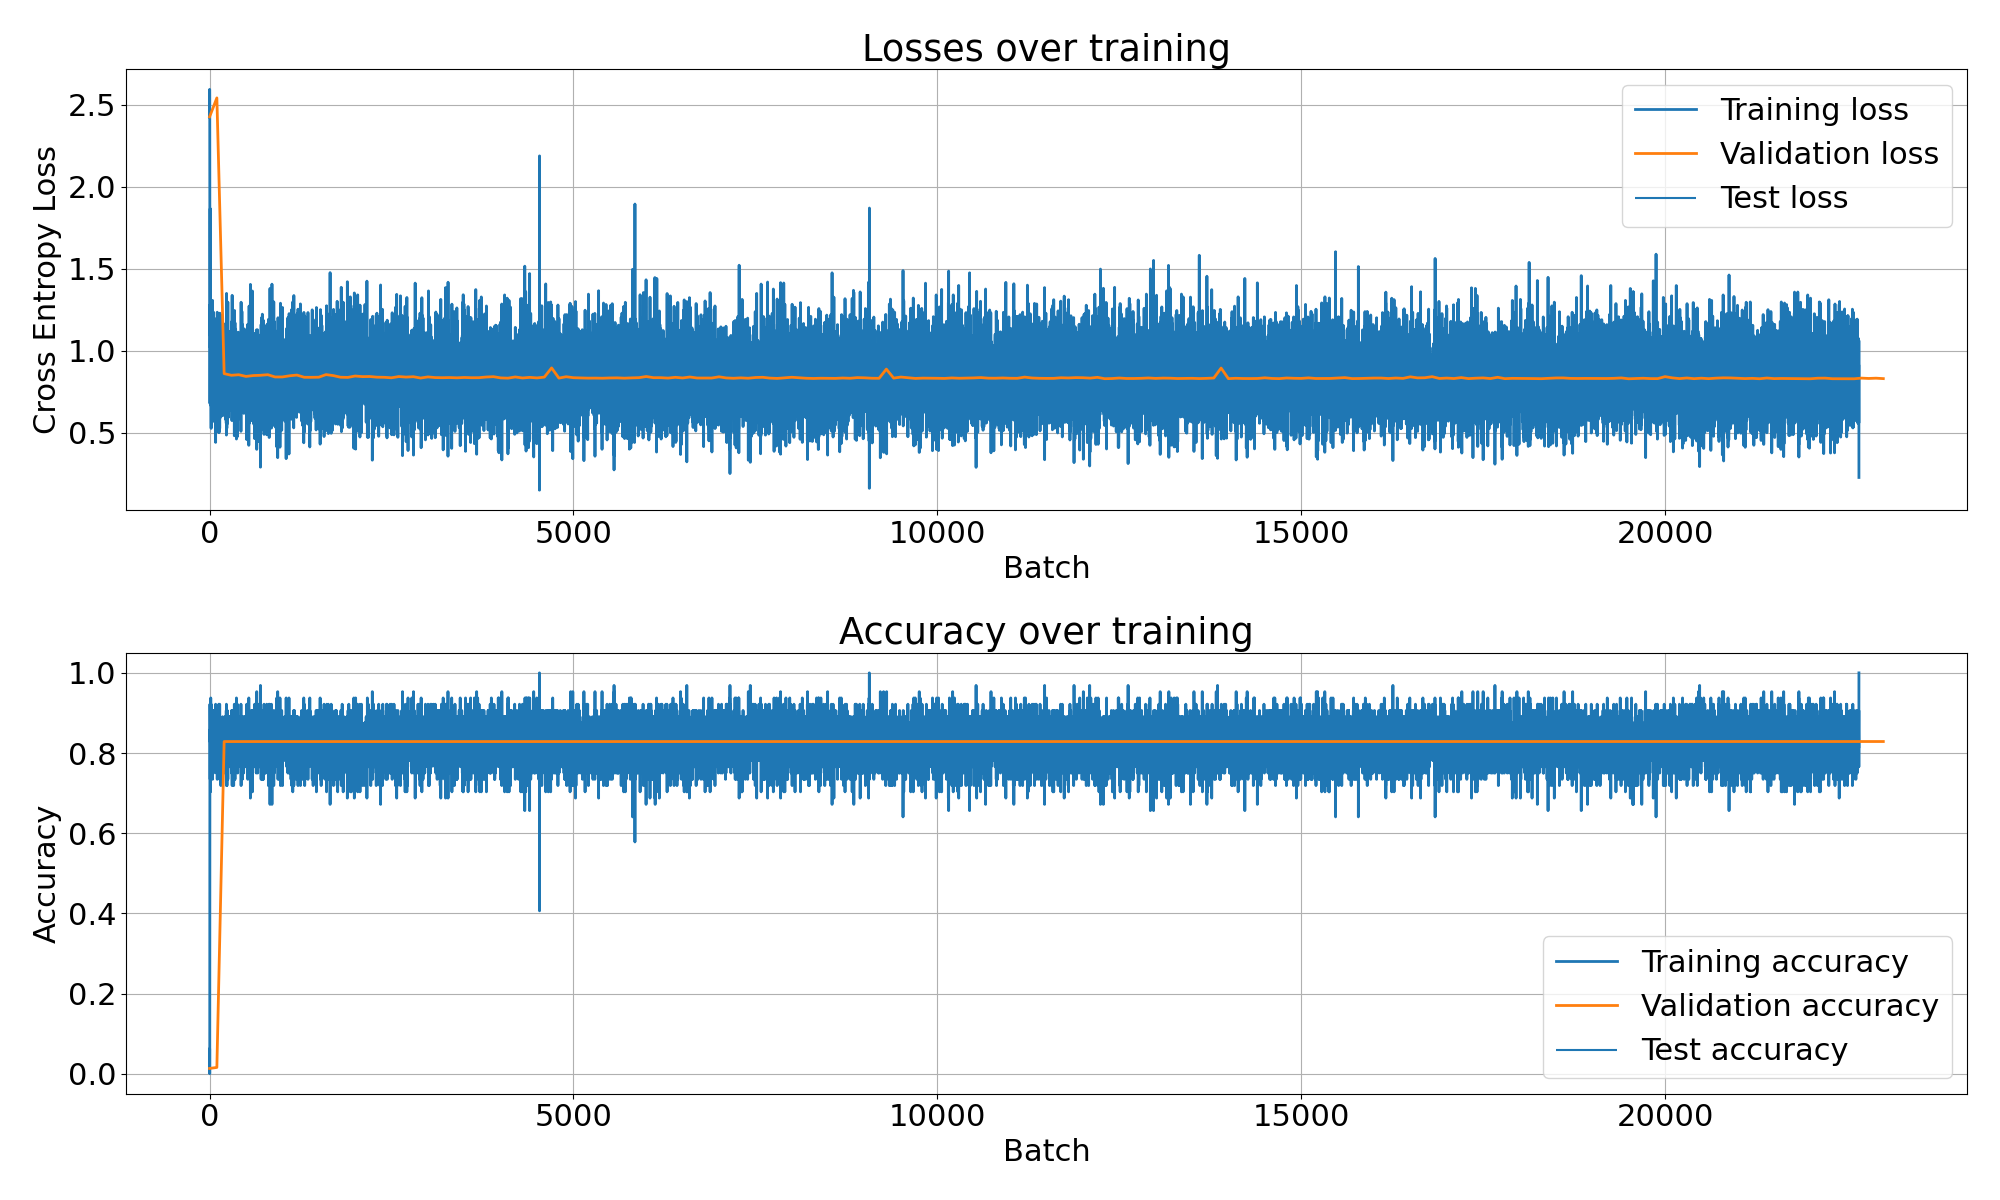 Losses over training
Cross Entropy Loss
2.5
2.0
1.5
1.0
0.5
Training loss
Validation loss
Test loss
0 5000 10000 15000 20000
Batch
Accuracy over training
Accuracy
1.0
0.8
0.6
0.4
0.2
0.0
Training accuracy
Validation accuracy
Test accuracy
0 5000 10000 15000 20000
Batch